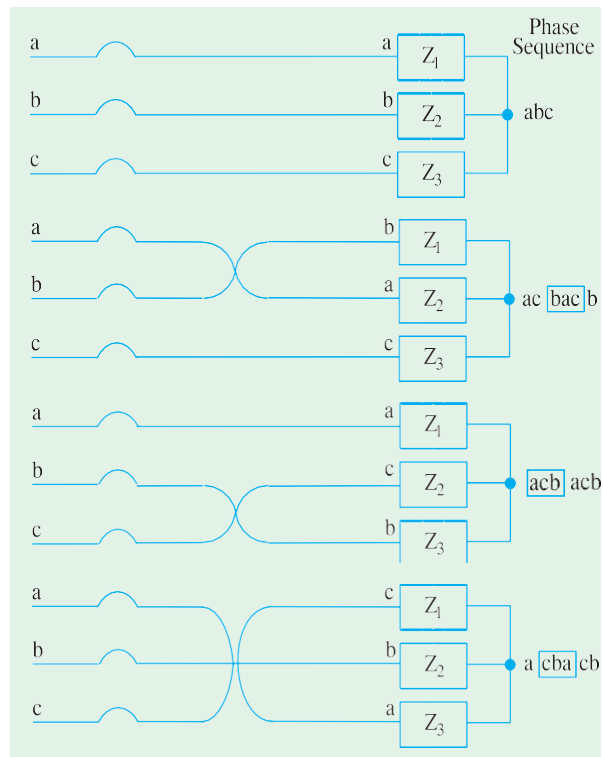 Phase
Sequence
a a Z₁
b b Z₂ abc
c c Z₃
a b Z₁
b a Z₂ ac bac b
c c Z₃
a a Z₁
b c Z₂ acb acb
c b Z₃
a c Z₁
b b Z₂ a cba cb
c a Z₃